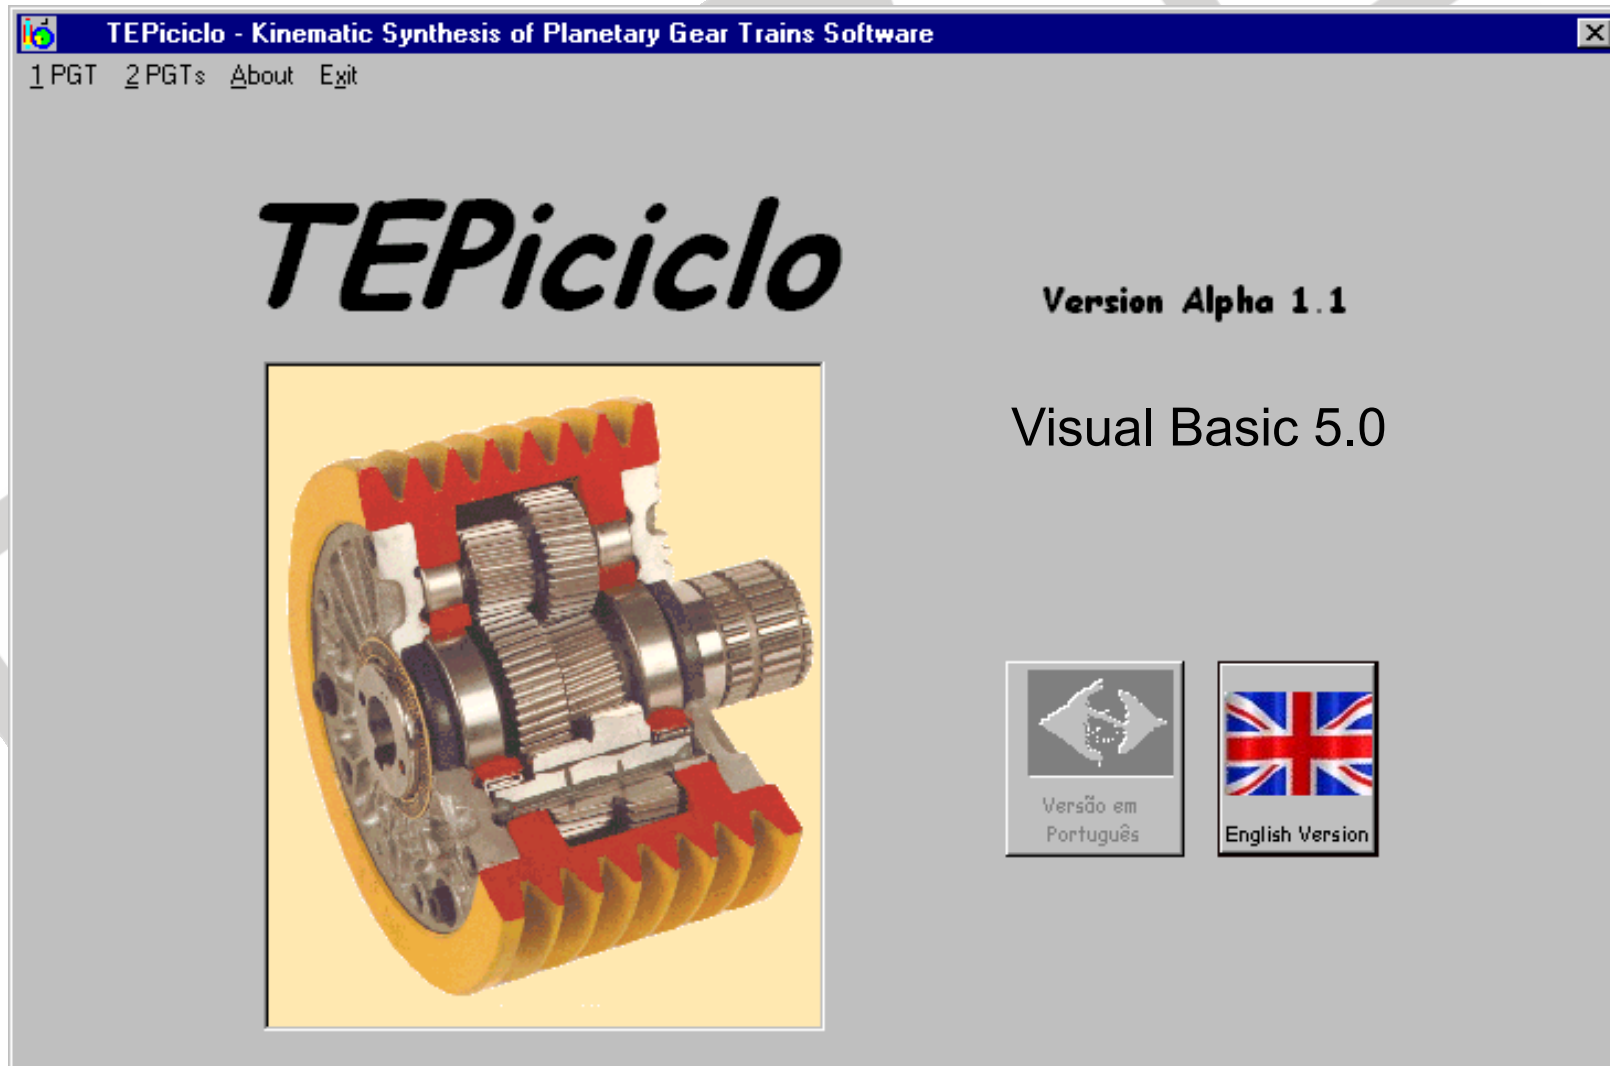 TEPiciclo - Kinematic Synthesis of Planetary Gear Trains Software
1 PGT 2 PGTs About Exit
TEPiciclo
Version Alpha 1.1
Visual Basic 5.0
Versão em
Português
English Version